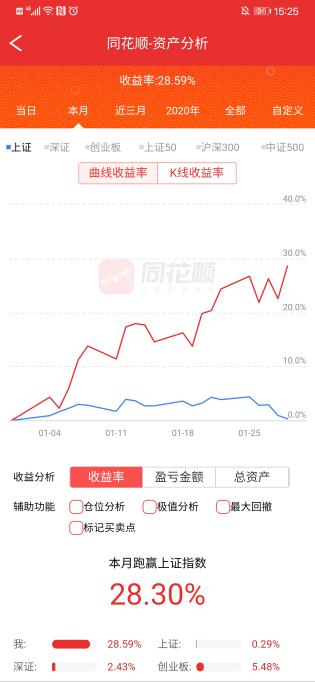 15:25
同花顺-资产分析
收益率:28.59%
当日 本月 近三月 2020年 全部 自定义
上证 深证 创业板 上证50 沪深300 中证500
曲线收益率 K线收益率
40.0%
30.0%
同花顺
20.0%
10.0%
0.0%
01-04 01-11 01-18 01-25
收益分析 收益率 盈亏金额 总资产
辅助功能 仓位分析 极值分析 最大回撤
标记买卖点
本月跑赢上证指数
28.30%
我: 28.59% 上证: 0.29%
深证: 2.43% 创业板: 5.48%